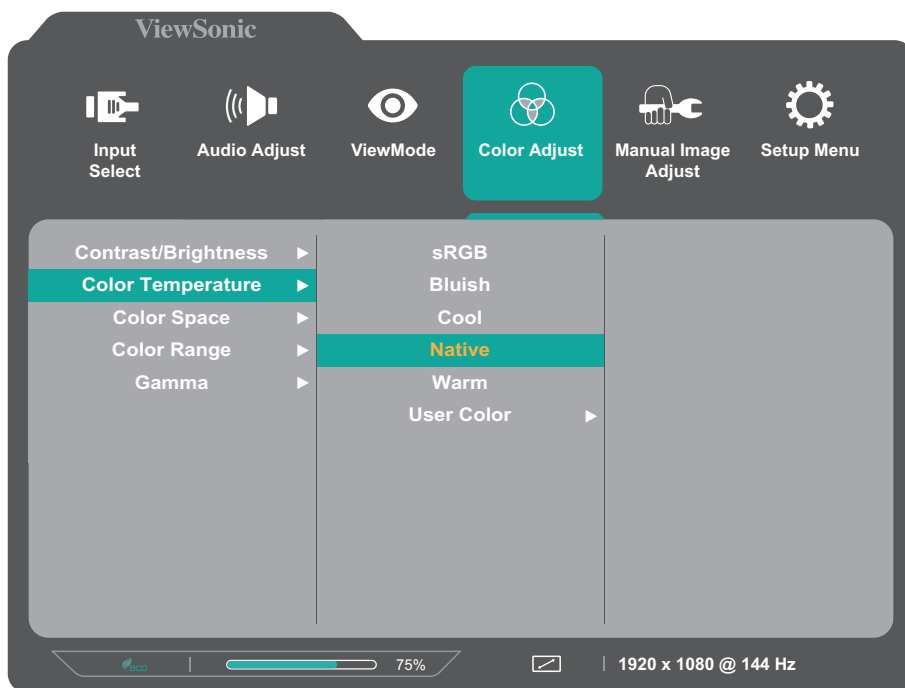 ViewSonic
Input
Select
Audio Adjust
ViewMode
Color Adjust
Manual Image
Adjust
Setup Menu
Contrast/Brightness
Color Temperature
Color Space
Color Range
Gamma
sRGB
Bluish
Cool
Native
Warm
User Color
eco
75%
1920 x 1080 @ 144 Hz